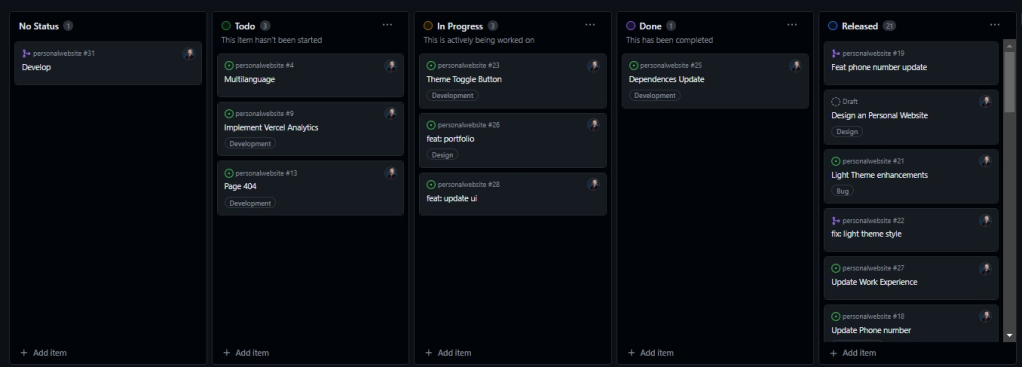 No Status 1
personalwebsite #31
Develop
+ Add item
Todo 3
This item hasn't been started
personalwebsite #4
Multilanguage
personalwebsite #9
Implement Vercel Analytics
Development
personalwebsite #13
Page 404
Development
+ Add item
In Progress 3
This is actively being worked on
personalwebsite #23
Theme Toggle Button
Development
personalwebsite #26
feat: portfolio
Design
personalwebsite #28
feat: update ui
+ Add item
Done 1
This has been completed
personalwebsite #25
Dependences Update
Development
+ Add item
Released 21
personalwebsite #19
Feat phone number update
Draft
Design an Personal Website
Design
personalwebsite #21
Light Theme enhancements
Bug
personalwebsite #22
fix: light theme style
personalwebsite #27
Update Work Experience
personalwebsite #18
Update Phone number
+ Add item